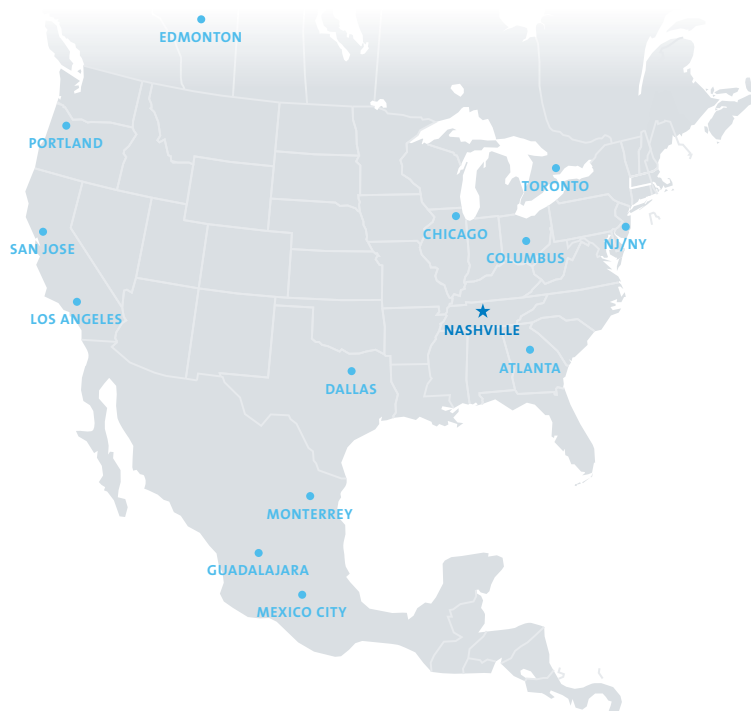 EDMONTON
PORTLAND
TORONTO
CHICAGO
NJ/NY
SAN JOSE
COLUMBUS
LOS ANGELES
NASHVILLE
ATLANTA
DALLAS
MONTERREY
GUADALAJARA
MEXICO CITY